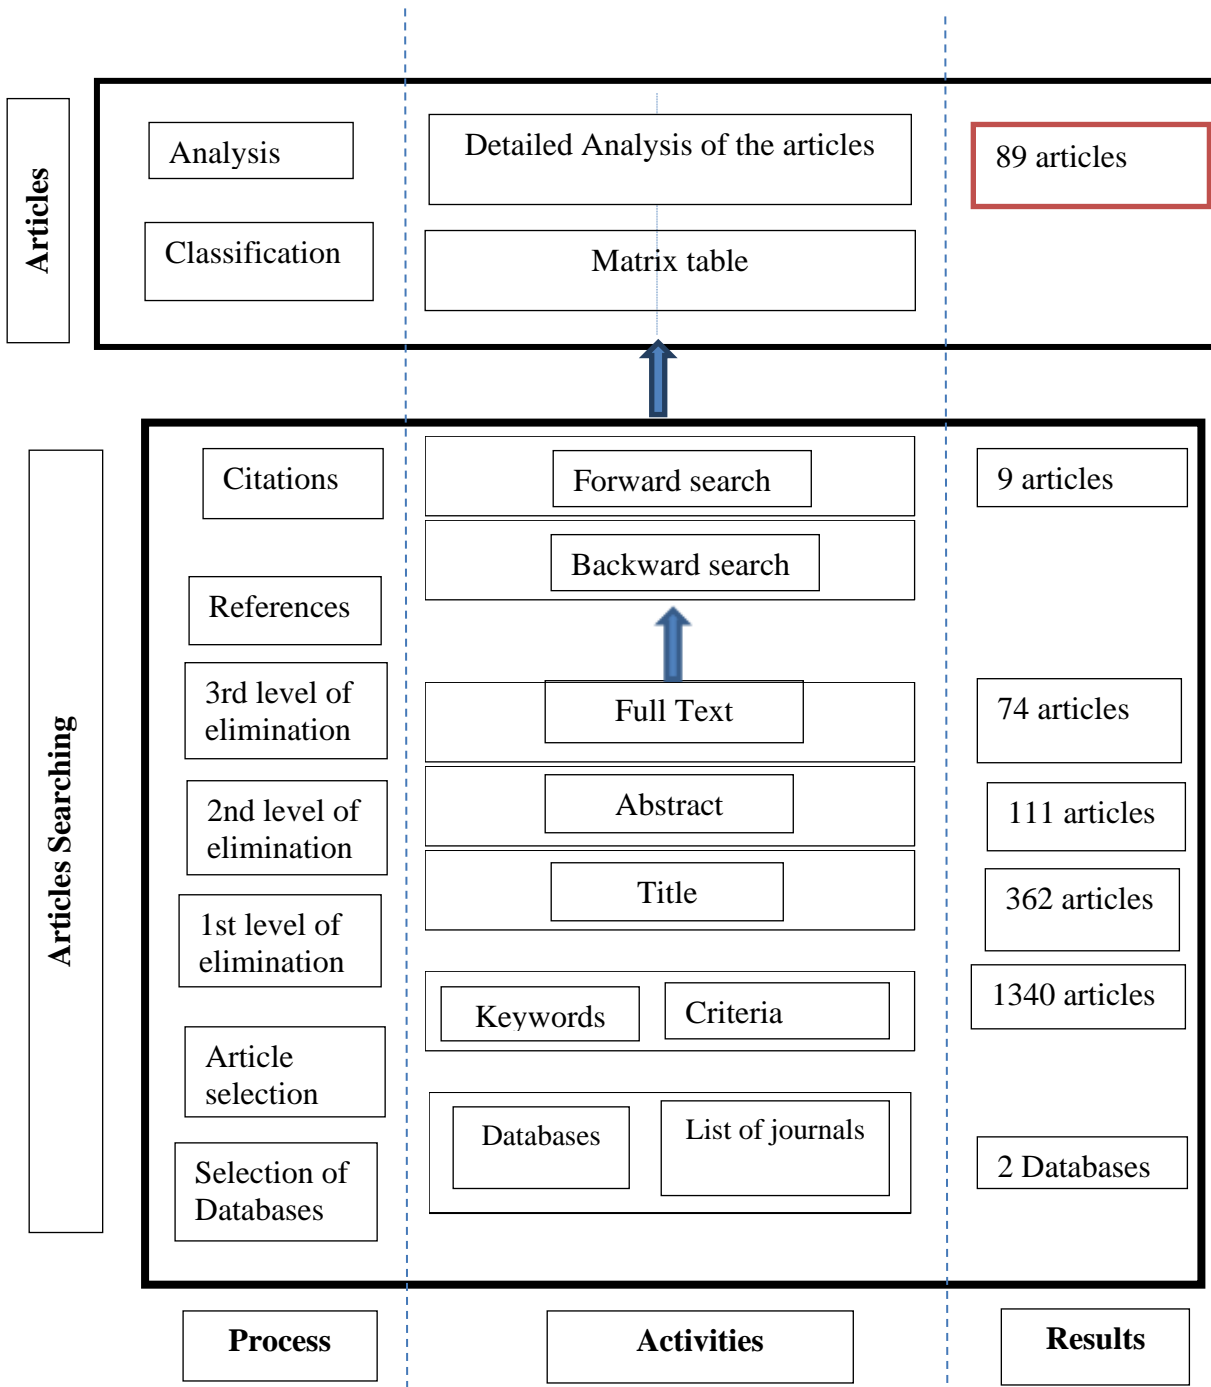 Articles
Analysis
Detailed Analysis of the articles
89 articles
Classification
Matrix table
Articles Searching
Citations
Forward search
9 articles
Backward search
References
3rd level of
elimination
Full Text
74 articles
2nd level of
elimination
Abstract
111 articles
1st level of
elimination
Title
362 articles
Keywords
Criteria
1340 articles
Article
selection
Databases
List of journals
Selection of
Databases
2 Databases
Process
Activities
Results